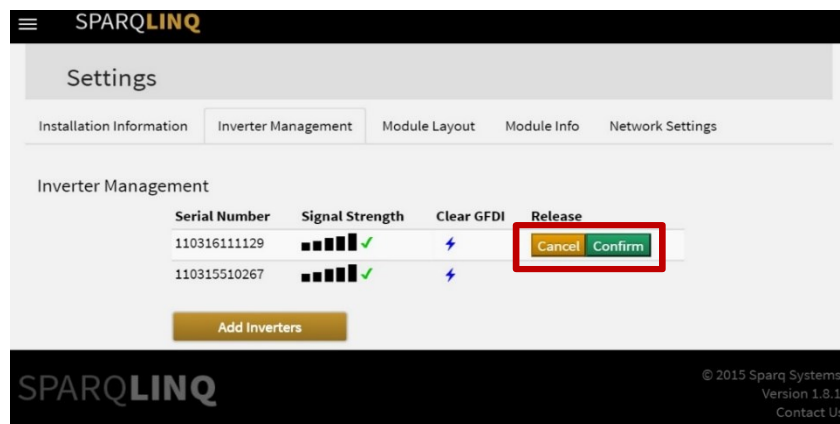 SPARQLINQ
Settings
Installation Information Inverter Management Module Layout Module Info Network Settings
Inverter Management
Serial Number Signal Strength Clear GFDI Release
110316111129 Cancel Confirm
110315510267
Add Inverters
SPARQLINQ
© 2015 Sparq Systems
Version 1.8.1
Contact Us